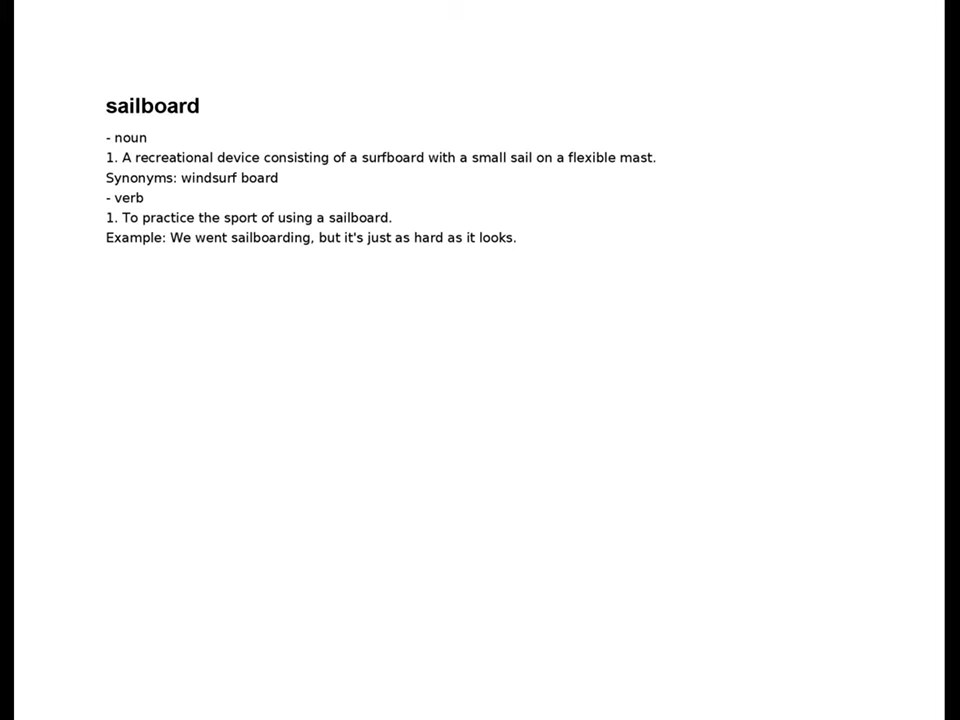 sailboard
- noun
1. A recreational device consisting of a surfboard with a small sail on a flexible mast.
Synonyms: windsurf board
- verb
1. To practice the sport of using a sailboard.
Example: We went sailboarding, but it's just as hard as it looks.